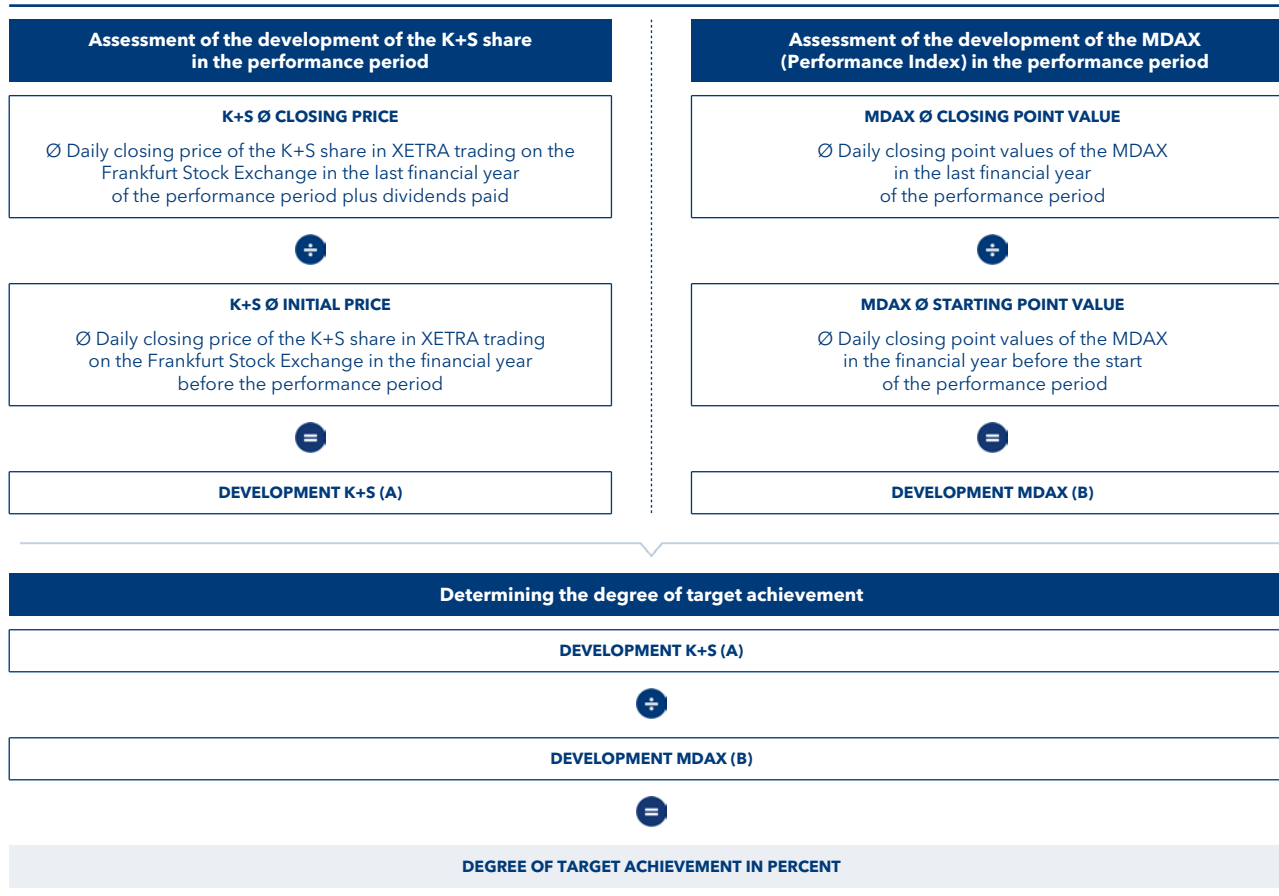 Assessment of the development of the K+S share
in the performance period
K+S Ø CLOSING PRICE
Ø Daily closing price of the K+S share in XETRA trading on the
Frankfurt Stock Exchange in the last financial year
of the performance period plus dividends paid
÷
K+S Ø INITIAL PRICE
Ø Daily closing price of the K+S share in XETRA trading
on the Frankfurt Stock Exchange in the financial year
before the performance period
=
DEVELOPMENT K+S (A)
Assessment of the development of the MDAX
(Performance Index) in the performance period
MDAX Ø CLOSING POINT VALUE
Ø Daily closing point values of the MDAX
in the last financial year
of the performance period
÷
MDAX Ø STARTING POINT VALUE
Ø Daily closing point values of the MDAX
in the financial year before the start
of the performance period
=
DEVELOPMENT MDAX (B)
Determining the degree of target achievement
DEVELOPMENT K+S (A)
÷
DEVELOPMENT MDAX (B)
=
DEGREE OF TARGET ACHIEVEMENT IN PERCENT